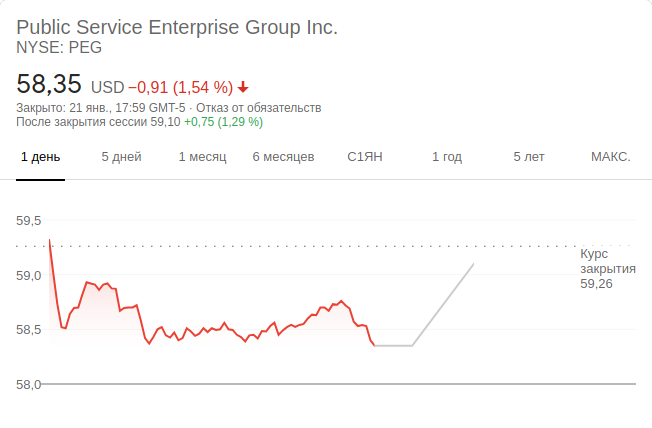 Public Service Enterprise Group Inc.
NYSE: PEG
58,35 USD −0,91 (1,54 %)
Закрыто: 21 янв., 17:59 GMT-5 · Отказ от обязательств
После закрытия сессии 59,10 +0,75 (1,29 %)
1 день 5 дней 1 месяц 6 месяцев С1ЯН 1 год 5 лет МАКС.
59,5
59,0
58,5
58,0
Курс
закрытия
59,26